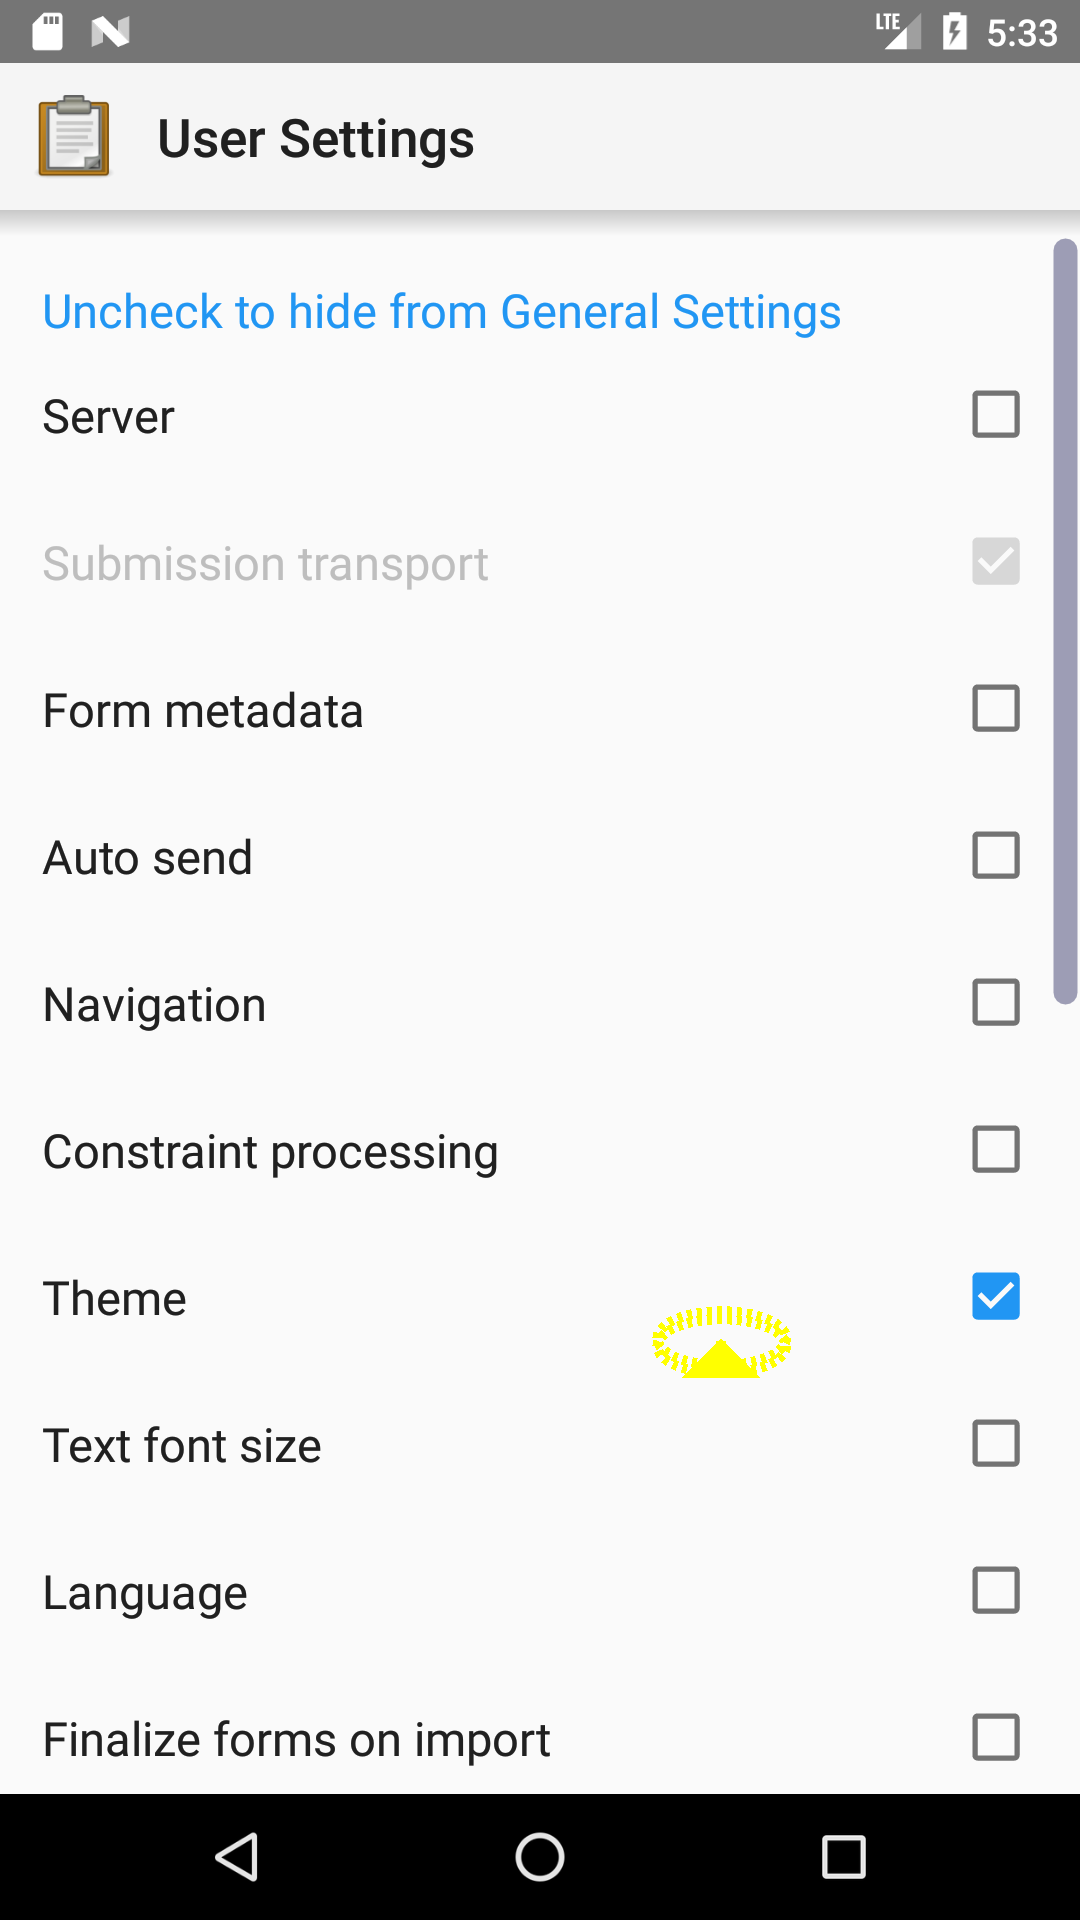 LTE 5:33
User Settings
Uncheck to hide from General Settings
Server
Submission transport
Form metadata
Auto send
Navigation
Constraint processing
Theme
Text font size
Language
Finalize forms on import